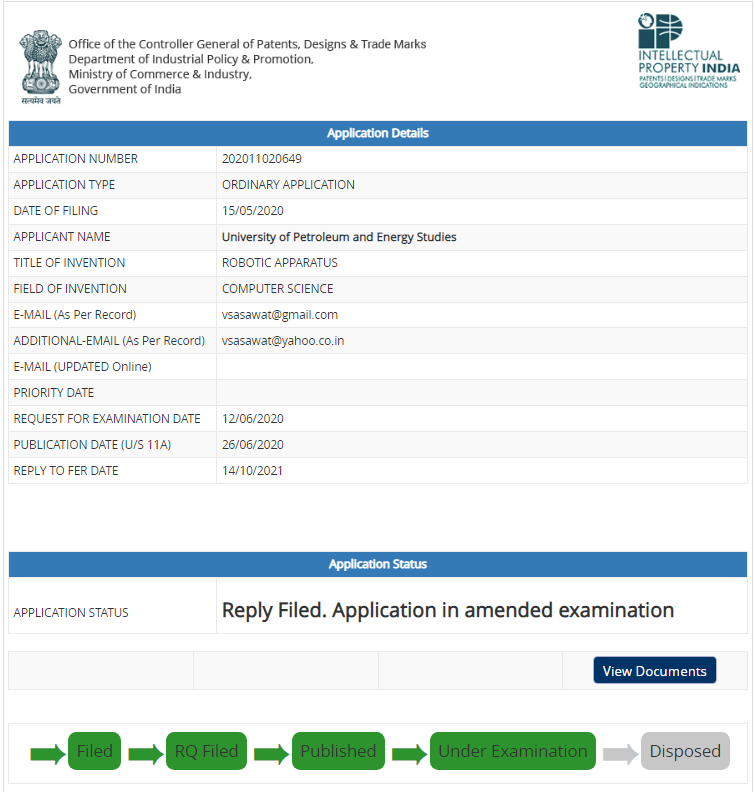 Office of the Controller General of Patents, Designs & Trade Marks
Department of Industrial Policy & Promotion,
Ministry of Commerce & Industry,
Government of India
सत्यमेव जयते
INTELLECTUAL
PROPERTY INDIA
PATENTS | DESIGNS | TRADE MARKS
GEOGRAPHICAL INDICATIONS
Application Details
APPLICATION NUMBER 202011020649
APPLICATION TYPE ORDINARY APPLICATION
DATE OF FILING 15/05/2020
APPLICANT NAME University of Petroleum and Energy Studies
TITLE OF INVENTION ROBOTIC APPARATUS
FIELD OF INVENTION COMPUTER SCIENCE
E-MAIL (As Per Record) vsasawat@gmail.com
ADDITIONAL-EMAIL (As Per Record) vsasawat@yahoo.co.in
E-MAIL (UPDATED Online)
PRIORITY DATE
REQUEST FOR EXAMINATION DATE 12/06/2020
PUBLICATION DATE (U/S 11A) 26/06/2020
REPLY TO FER DATE 14/10/2021
Application Status
APPLICATION STATUS Reply Filed. Application in amended examination
View Documents
Filed RQ Filed Published Under Examination Disposed